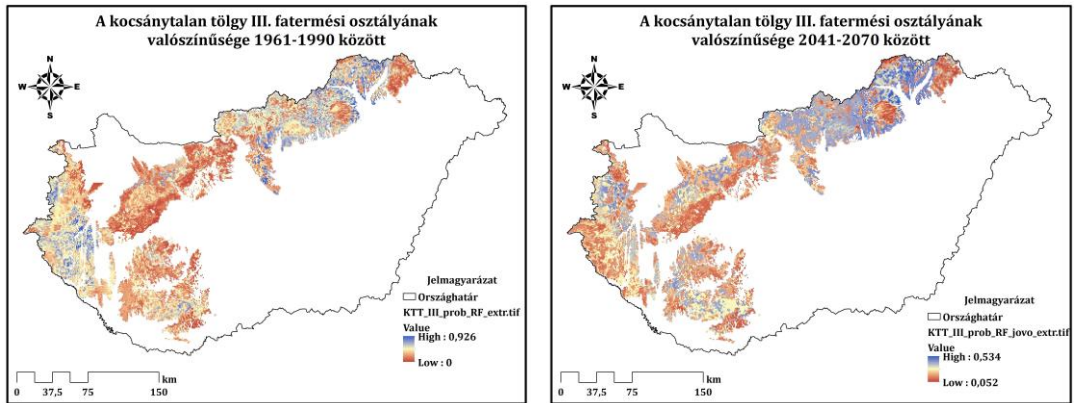 A kocsánytalan tölgy III. fatermési osztályának
valószínűsége 1961-1990 között
N
W
E
S
Jelmagyarázat
Országhatár
KTT_III_prob_RF_extr.tif
Value
High : 0,926
Low : 0
km
0 37,5 75 150
A kocsánytalan tölgy III. fatermési osztályának
valószínűsége 2041-2070 között
N
W
E
S
Jelmagyarázat
Országhatár
KTT_III_prob_RF_jovo_extr.tif
Value
High : 0,534
Low : 0,052
km
0 37,5 75 150